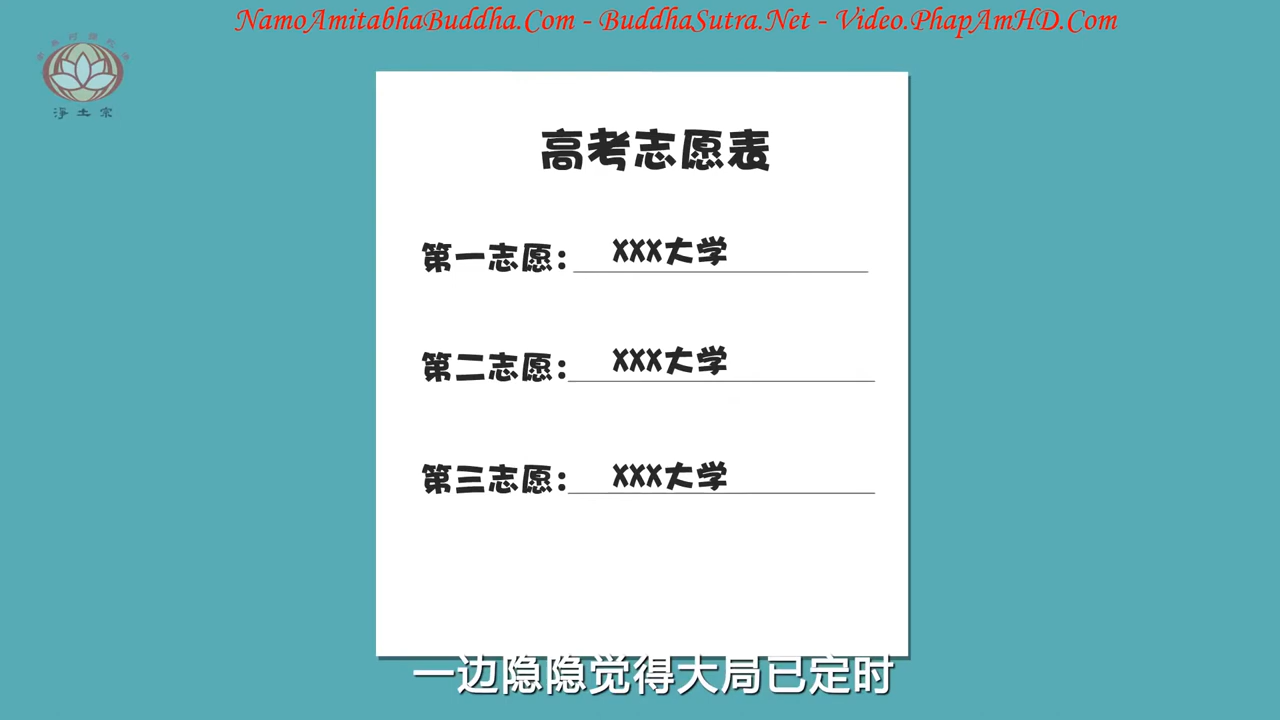 NamoAmitabhaBuddha.Com - BuddhaSutra.Net - Video.PhapAmHD.Com
净土宗
高考志愿表
第一志愿： XXX大学
第二志愿： XXX大学
第三志愿： XXX大学
一边隐隐觉得大局已定时